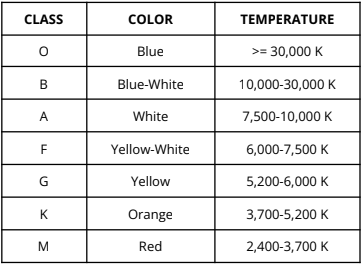 CLASS COLOR TEMPERATURE
O Blue >= 30,000 K
B Blue-White 10,000-30,000 K
A White 7,500-10,000 K
F Yellow-White 6,000-7,500 K
G Yellow 5,200-6,000 K
K Orange 3,700-5,200 K
M Red 2,400-3,700 K